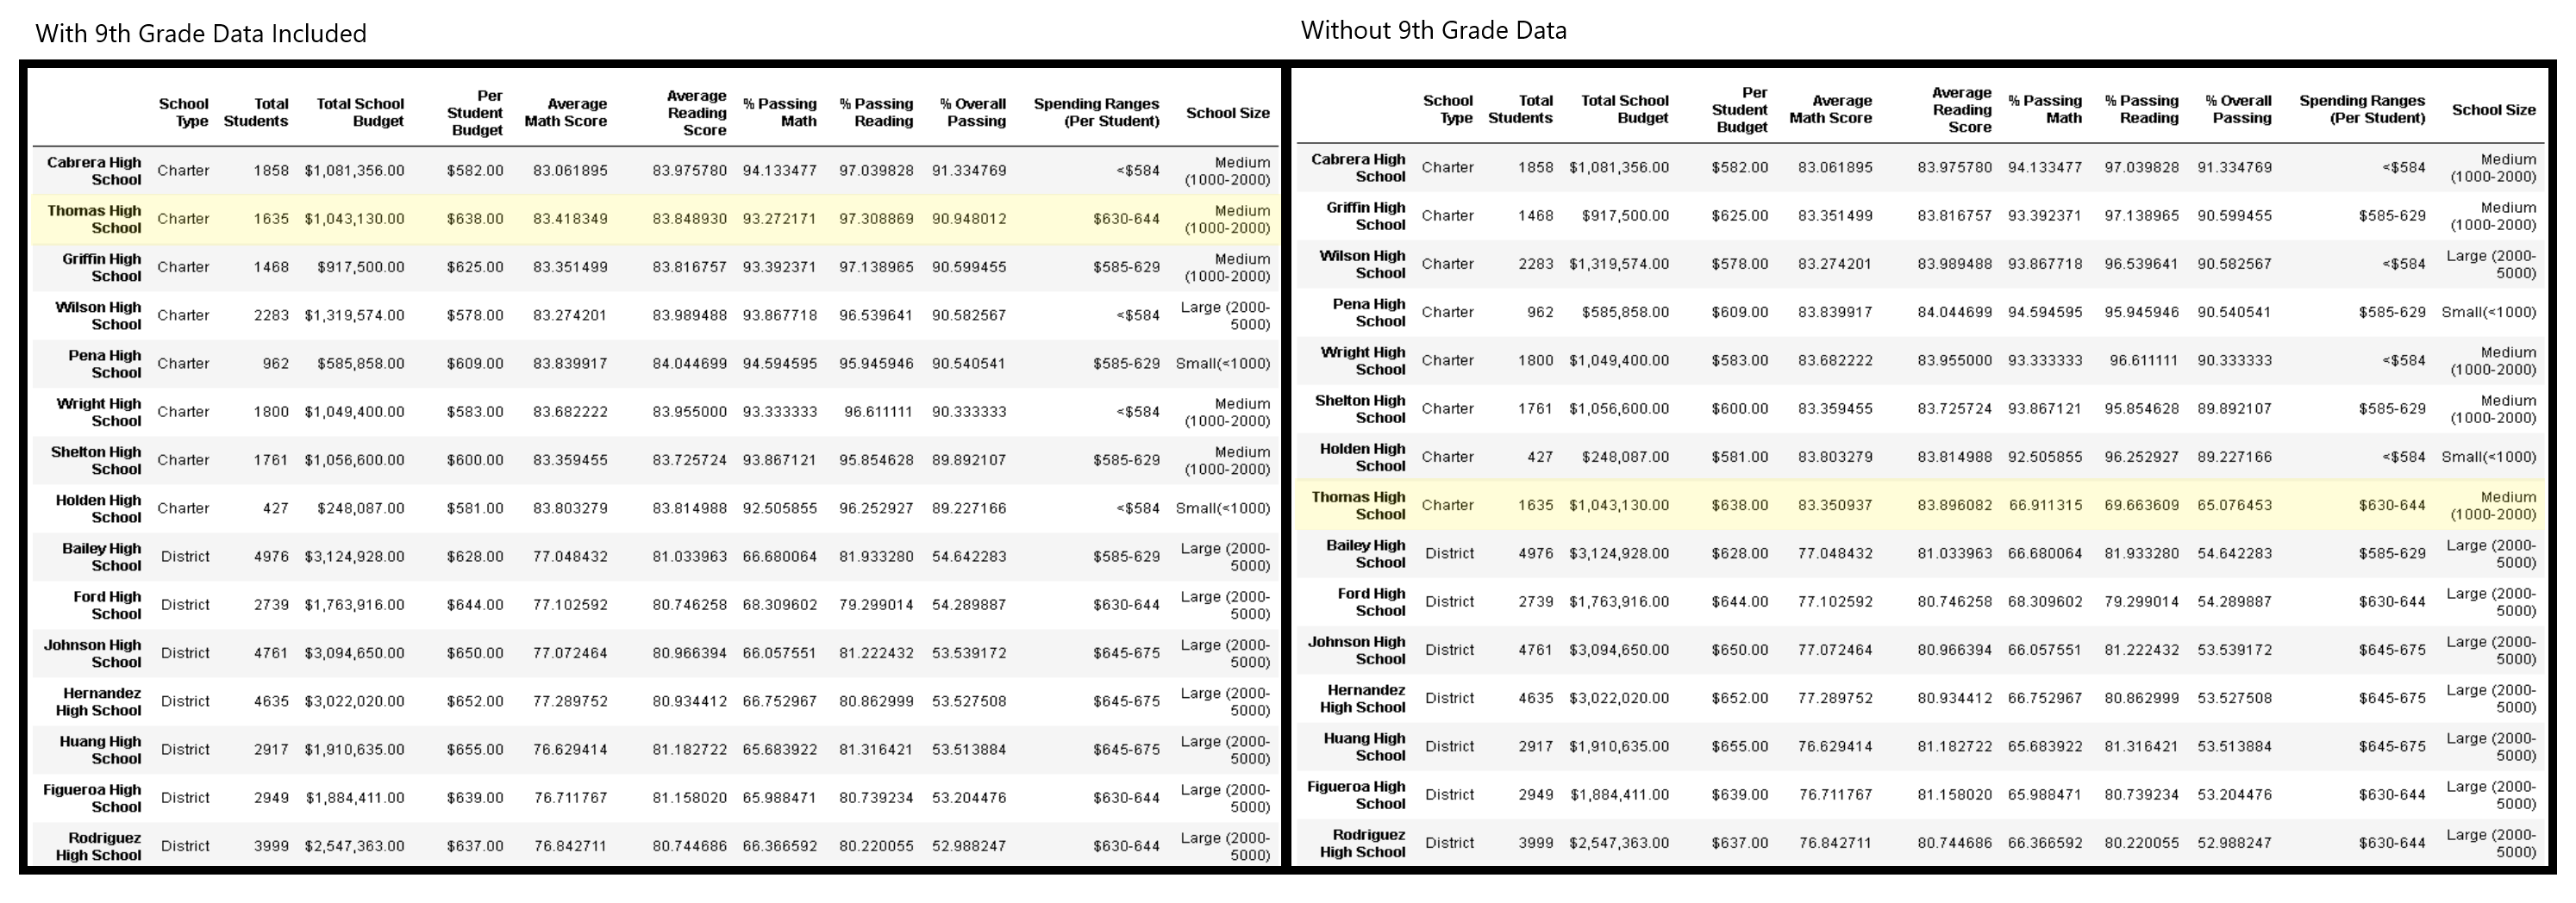 With 9th Grade Data Included
School Type Total Students Total School Budget Per Student Budget Average Math Score Average Reading Score % Passing Math % Passing Reading % Overall Passing Spending Ranges (Per Student) School Size
Cabrera High School Charter 1858 $1,081,356.00 $582.00 83.061895 83.975780 94.133477 97.039828 91.334769 <$584 Medium (1000-2000)
Thomas High School Charter 1635 $1,043,130.00 $638.00 83.418349 83.848930 93.272171 97.308869 90.948012 $630-644 Medium (1000-2000)
Griffin High School Charter 1468 $917,500.00 $625.00 83.351499 83.816757 93.392371 97.138965 90.599455 $585-629 Medium (1000-2000)
Wilson High School Charter 2283 $1,319,574.00 $578.00 83.274201 83.989488 93.867718 96.539641 90.582567 <$584 Large (2000-5000)
Pena High School Charter 962 $585,858.00 $609.00 83.839917 84.044699 94.594595 95.945946 90.540541 $585-629 Small(<1000)
Wright High School Charter 1800 $1,049,400.00 $583.00 83.682222 83.955000 93.333333 96.611111 90.333333 <$584 Medium (1000-2000)
Shelton High School Charter 1761 $1,056,600.00 $600.00 83.359455 83.725724 93.867121 95.854628 89.892107 $585-629 Medium (1000-2000)
Holden High School Charter 427 $248,087.00 $581.00 83.803279 83.814988 92.505855 96.252927 89.227166 <$584 Small(<1000)
Bailey High School District 4976 $3,124,928.00 $628.00 77.048432 81.033963 66.680064 81.933280 54.642283 $585-629 Large (2000-5000)
Ford High School District 2739 $1,763,916.00 $644.00 77.102592 80.746258 68.309602 79.299014 54.289887 $630-644 Large (2000-5000)
Johnson High School District 4761 $3,094,650.00 $650.00 77.072464 80.966394 66.057551 81.222432 53.539172 $645-675 Large (2000-5000)
Hernandez High School District 4635 $3,022,020.00 $652.00 77.289752 80.934412 66.752967 80.862999 53.527508 $645-675 Large (2000-5000)
Huang High School District 2917 $1,910,635.00 $655.00 76.629414 81.182722 65.683922 81.316421 53.513884 $645-675 Large (2000-5000)
Figueroa High School District 2949 $1,884,411.00 $639.00 76.711767 81.158020 65.988471 80.739234 53.204476 $630-644 Large (2000-5000)
Rodriguez High School District 3999 $2,547,363.00 $637.00 76.842711 80.744686 66.366592 80.220055 52.988247 $630-644 Large (2000-5000)
Without 9th Grade Data
School Type Total Students Total School Budget Per Student Budget Average Math Score Average Reading Score % Passing Math % Passing Reading % Overall Passing Spending Ranges (Per Student) School Size
Cabrera High School Charter 1858 $1,081,356.00 $582.00 83.061895 83.975780 94.133477 97.039828 91.334769 <$584 Medium (1000-2000)
Griffin High School Charter 1468 $917,500.00 $625.00 83.351499 83.816757 93.392371 97.138965 90.599455 $585-629 Medium (1000-2000)
Wilson High School Charter 2283 $1,319,574.00 $578.00 83.274201 83.989488 93.867718 96.539641 90.582567 <$584 Large (2000-5000)
Pena High School Charter 962 $585,858.00 $609.00 83.839917 84.044699 94.594595 95.945946 90.540541 $585-629 Small(<1000)
Wright High School Charter 1800 $1,049,400.00 $583.00 83.682222 83.955000 93.333333 96.611111 90.333333 <$584 Medium (1000-2000)
Shelton High School Charter 1761 $1,056,600.00 $600.00 83.359455 83.725724 93.867121 95.854628 89.892107 $585-629 Medium (1000-2000)
Holden High School Charter 427 $248,087.00 $581.00 83.803279 83.814988 92.505855 96.252927 89.227166 <$584 Small(<1000)
Thomas High School Charter 1635 $1,043,130.00 $638.00 83.350937 83.896082 66.911315 69.663609 65.076453 $630-644 Medium (1000-2000)
Bailey High School District 4976 $3,124,928.00 $628.00 77.048432 81.033963 66.680064 81.933280 54.642283 $585-629 Large (2000-5000)
Ford High School District 2739 $1,763,916.00 $644.00 77.102592 80.746258 68.309602 79.299014 54.289887 $630-644 Large (2000-5000)
Johnson High School District 4761 $3,094,650.00 $650.00 77.072464 80.966394 66.057551 81.222432 53.539172 $645-675 Large (2000-5000)
Hernandez High School District 4635 $3,022,020.00 $652.00 77.289752 80.934412 66.752967 80.862999 53.527508 $645-675 Large (2000-5000)
Huang High School District 2917 $1,910,635.00 $655.00 76.629414 81.182722 65.683922 81.316421 53.513884 $645-675 Large (2000-5000)
Figueroa High School District 2949 $1,884,411.00 $639.00 76.711767 81.158020 65.988471 80.739234 53.204476 $630-644 Large (2000-5000)
Rodriguez High School District 3999 $2,547,363.00 $637.00 76.842711 80.744686 66.366592 80.220055 52.988247 $630-644 Large (2000-5000)